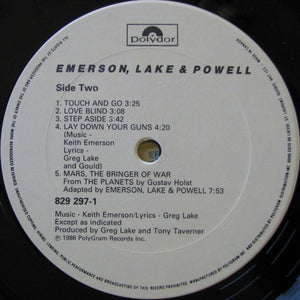 Polydor
EMERSON, LAKE & POWELL
Side Two
1. TOUCH AND GO 3:25
2. LOVE BLIND 3:08
3. STEP ASIDE 3:42
4. LAY DOWN YOUR GUNS 4:20
(Music -
Keith Emerson
Lyrics -
Greg Lake
and Gould)
5. MARS, THE BRINGER OF WAR
From THE PLANETS by Gustav Holst
Adapted by EMERSON, LAKE & POWELL 7:53
829 297-1
Music - Keith Emerson/Lyrics - Greg Lake
Except as indicated
Produced by Greg Lake and Tony Taverner
℗ 1986 PolyGram Records Inc.